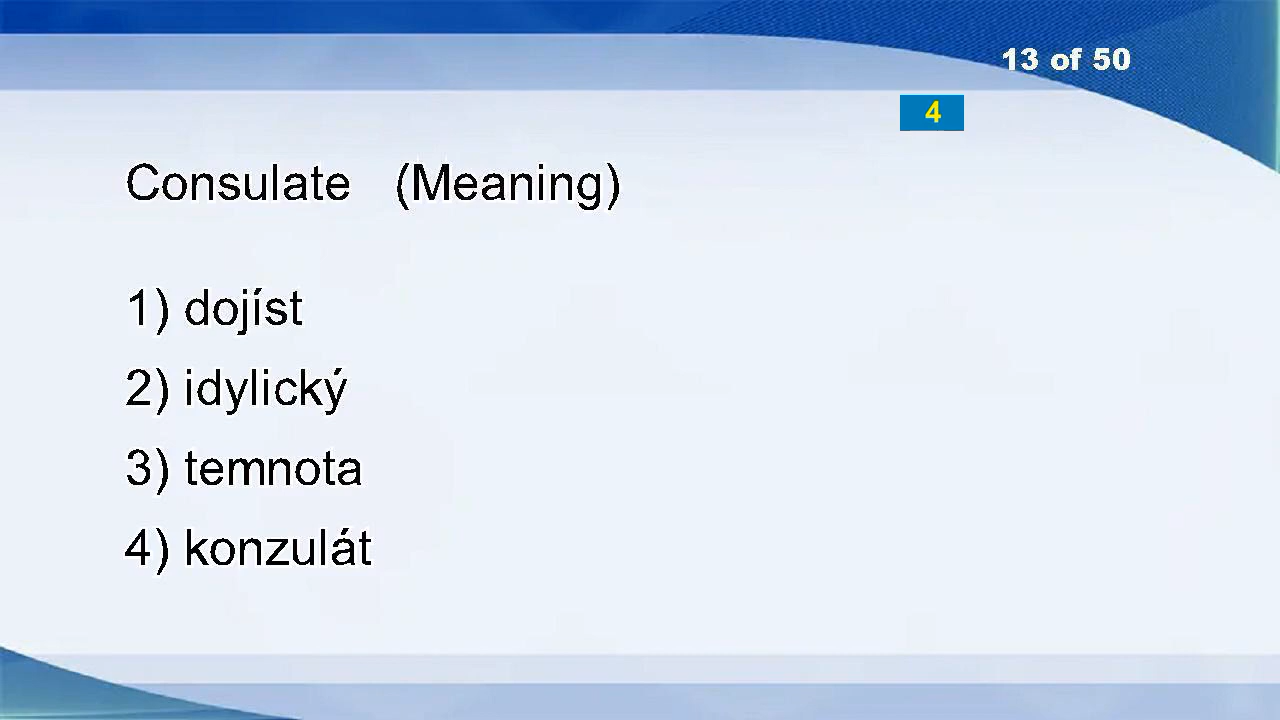 13 of 50
4
Consulate (Meaning)
1) dojíst
2) idylický
3) temnota
4) konzulát